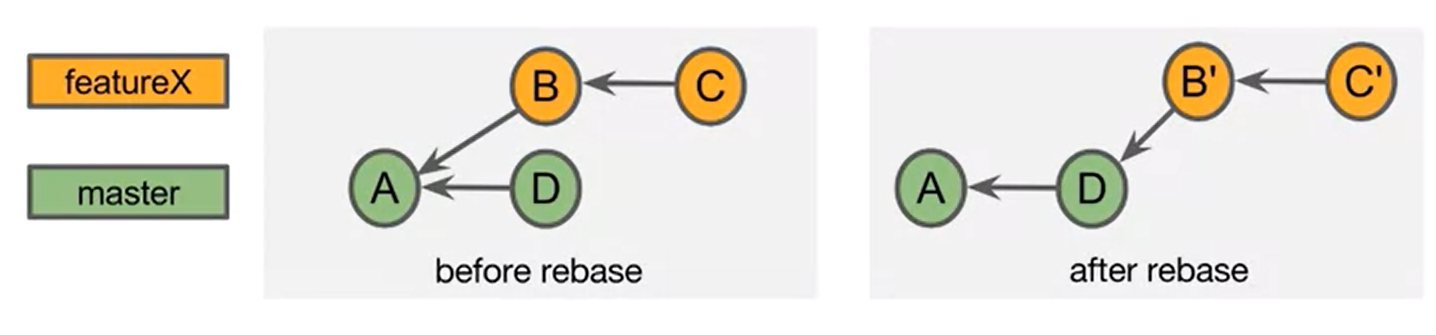 featureX
master
B
C
A
D
before rebase
B'
C'
A
D
after rebase